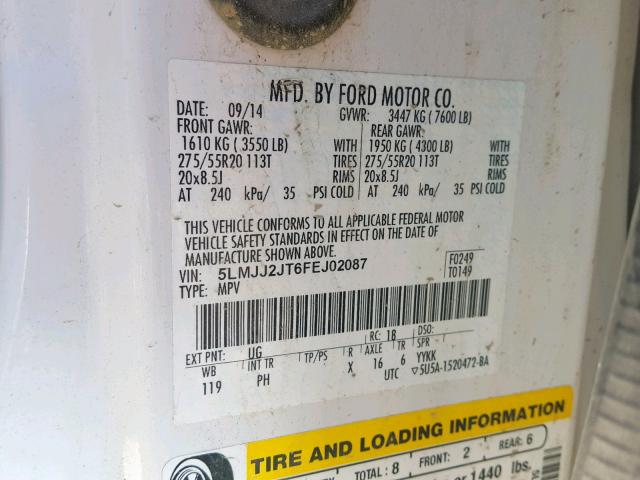 MFD. BY FORD MOTOR CO.
DATE: 09/14 GVWR: 3447 KG ( 7600 LB)
FRONT GAWR: REAR GAWR:
1610 KG ( 3550 LB) WITH 1950 KG ( 4300 LB) WITH
275/55R20 113T TIRES 275/55R20 113T TIRES
20x8.5J RIMS 20x8.5J RIMS
AT 240 kPa/ 35 PSI COLD AT 240 kPa/ 35 PSI COLD
THIS VEHICLE CONFORMS TO ALL APPLICABLE FEDERAL MOTOR
VEHICLE SAFETY STANDARDS IN EFFECT ON THE DATE OF
MANUFACTURE SHOWN ABOVE.
VIN: 5LMJJ2JT6FEJ02087 F0249
TYPE: MPV T0149
EXT PNT: UG RC: 18 DSO:
WB INT TR TP/PS R AXLE TR SPR
119 PH X 16 6 YYKK
UTC ▽5U5A-1520472-BA
TIRE AND LOADING INFORMATION
TOTAL : 8 FRONT: 2 REAR: 6
or 1440 lbs.